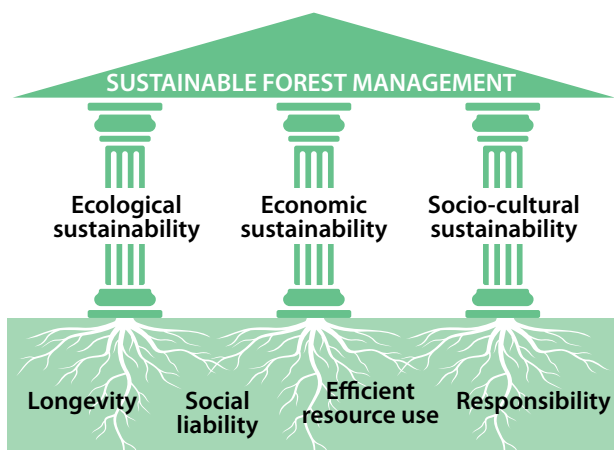 SUSTAINABLE FOREST MANAGEMENT
Ecological
sustainability
Economic
sustainability
Socio-cultural
sustainability
Longevity
Social
liability
Efficient
resource use
Responsibility